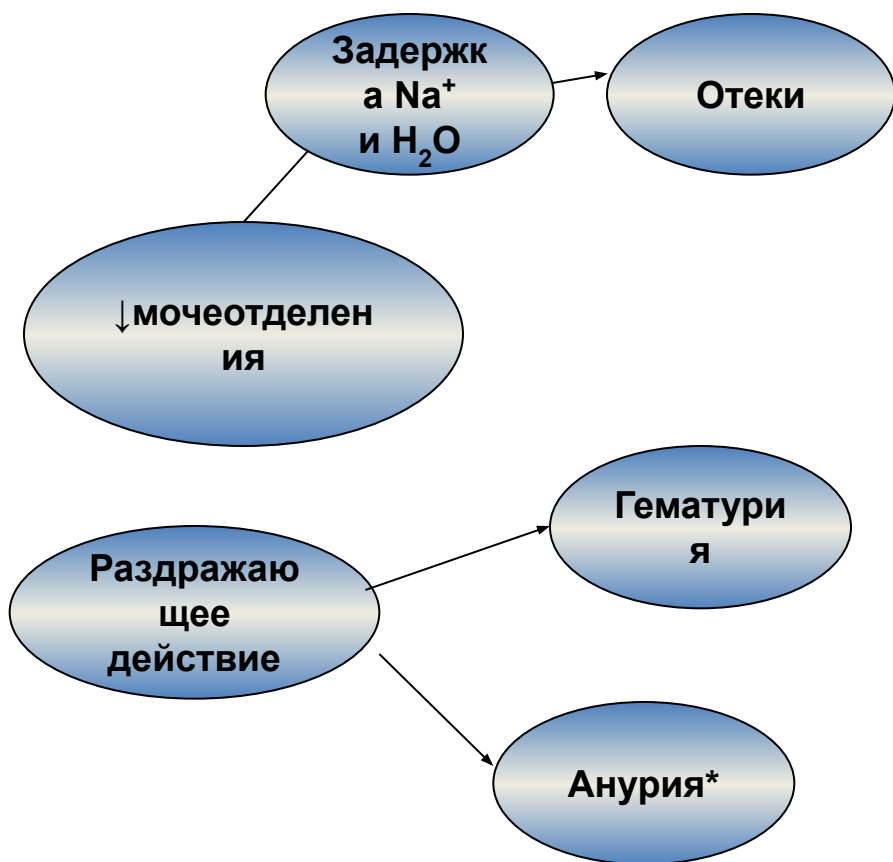 Задержк
а Na⁺
и H₂O
Отеки
↓мочеотделен
ия
Гематури
я
Раздражаю
щее
действие
Анурия*